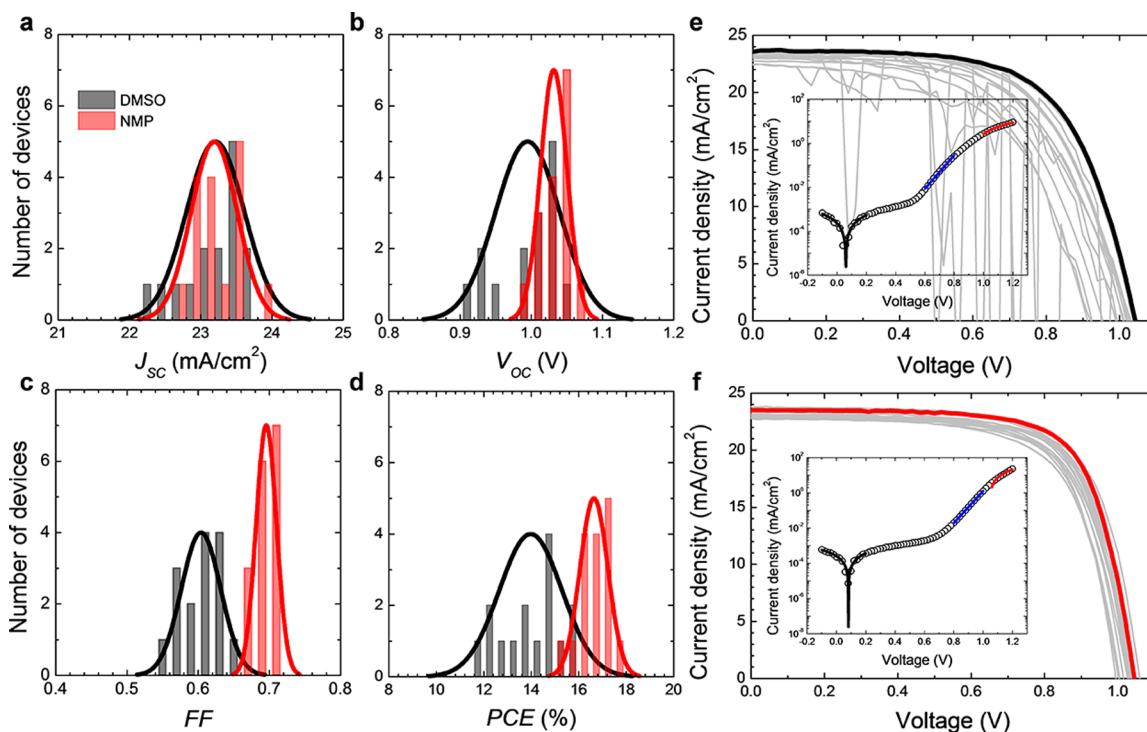 a
8
6
4
2
0
Number of devices
DMSO
NMP
21 22 23 24 25
J_SC (mA/cm²)
b
8
6
4
2
0
0.8 0.9 1.0 1.1 1.2
V_OC (V)
c
8
6
4
2
0
Number of devices
0.4 0.5 0.6 0.7 0.8
FF
d
8
6
4
2
0
8 10 12 14 16 18 20
PCE (%)
e
25
20
15
10
5
0
Current density (mA/cm²)
0.0 0.2 0.4 0.6 0.8 1.0
Voltage (V)
10²
10⁰
10⁻²
10⁻⁴
10⁻⁶
Current density (mA/cm²)
-0.2 0.0 0.2 0.4 0.6 0.8 1.0 1.2
Voltage (V)
f
25
20
15
10
5
0
Current density (mA/cm²)
0.0 0.2 0.4 0.6 0.8 1.0
Voltage (V)
10²
10⁰
10⁻²
10⁻⁴
10⁻⁶
10⁻⁸
Current density (mA/cm²)
-0.2 0.0 0.2 0.4 0.6 0.8 1.0 1.2
Voltage (V)